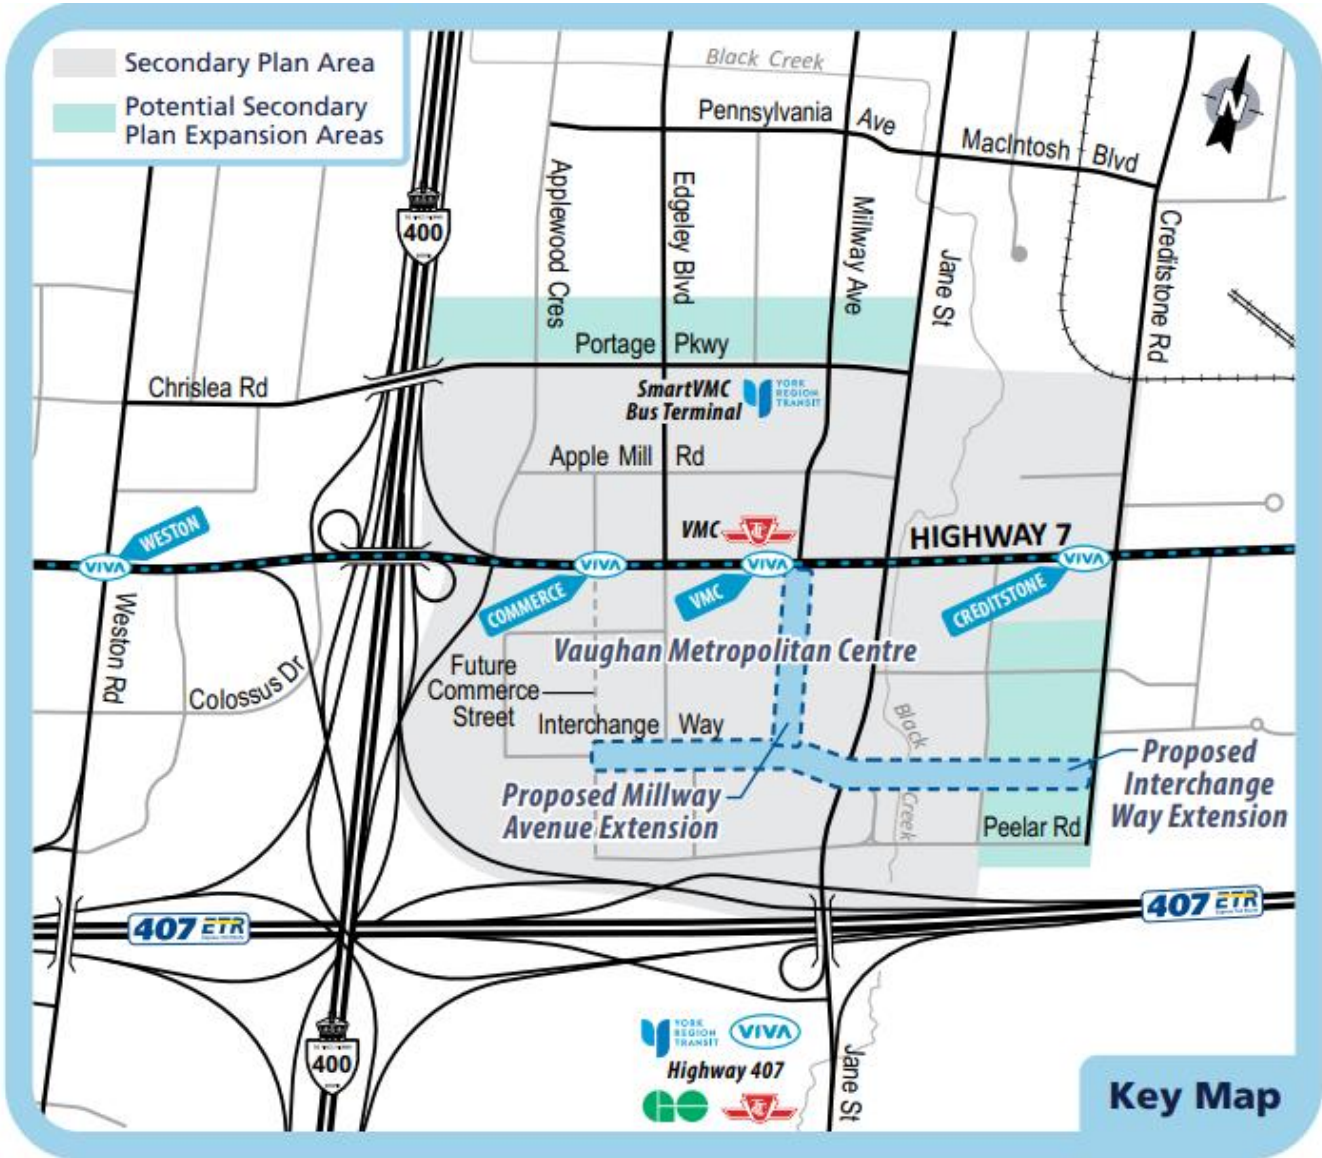 Secondary Plan Area
Potential Secondary
Plan Expansion Areas
Black Creek
N
Pennsylvania Ave
MacIntosh Blvd
400
Applewood Cres
Edgeley Blvd
Millway Ave
Jane St
Creditstone Rd
Portage Pkwy
Chrislea Rd
SmartVMC
Bus Terminal
YORK
REGION
TRANSIT
Apple Mill Rd
WESTON
VIVA
VMC
HIGHWAY 7
VIVA
VIVA
VIVA
COMMERCE
VMC
CREDITSTONE
Weston Rd
Colossus Dr
Vaughan Metropolitan Centre
Future
Commerce
Street
Interchange Way
Black Creek
Proposed Millway
Avenue Extension
Proposed
Interchange
Way Extension
Peelar Rd
407 ETR
407 ETR
400
YORK
REGION
TRANSIT
VIVA
Highway 407
GO
Jane St
Key Map